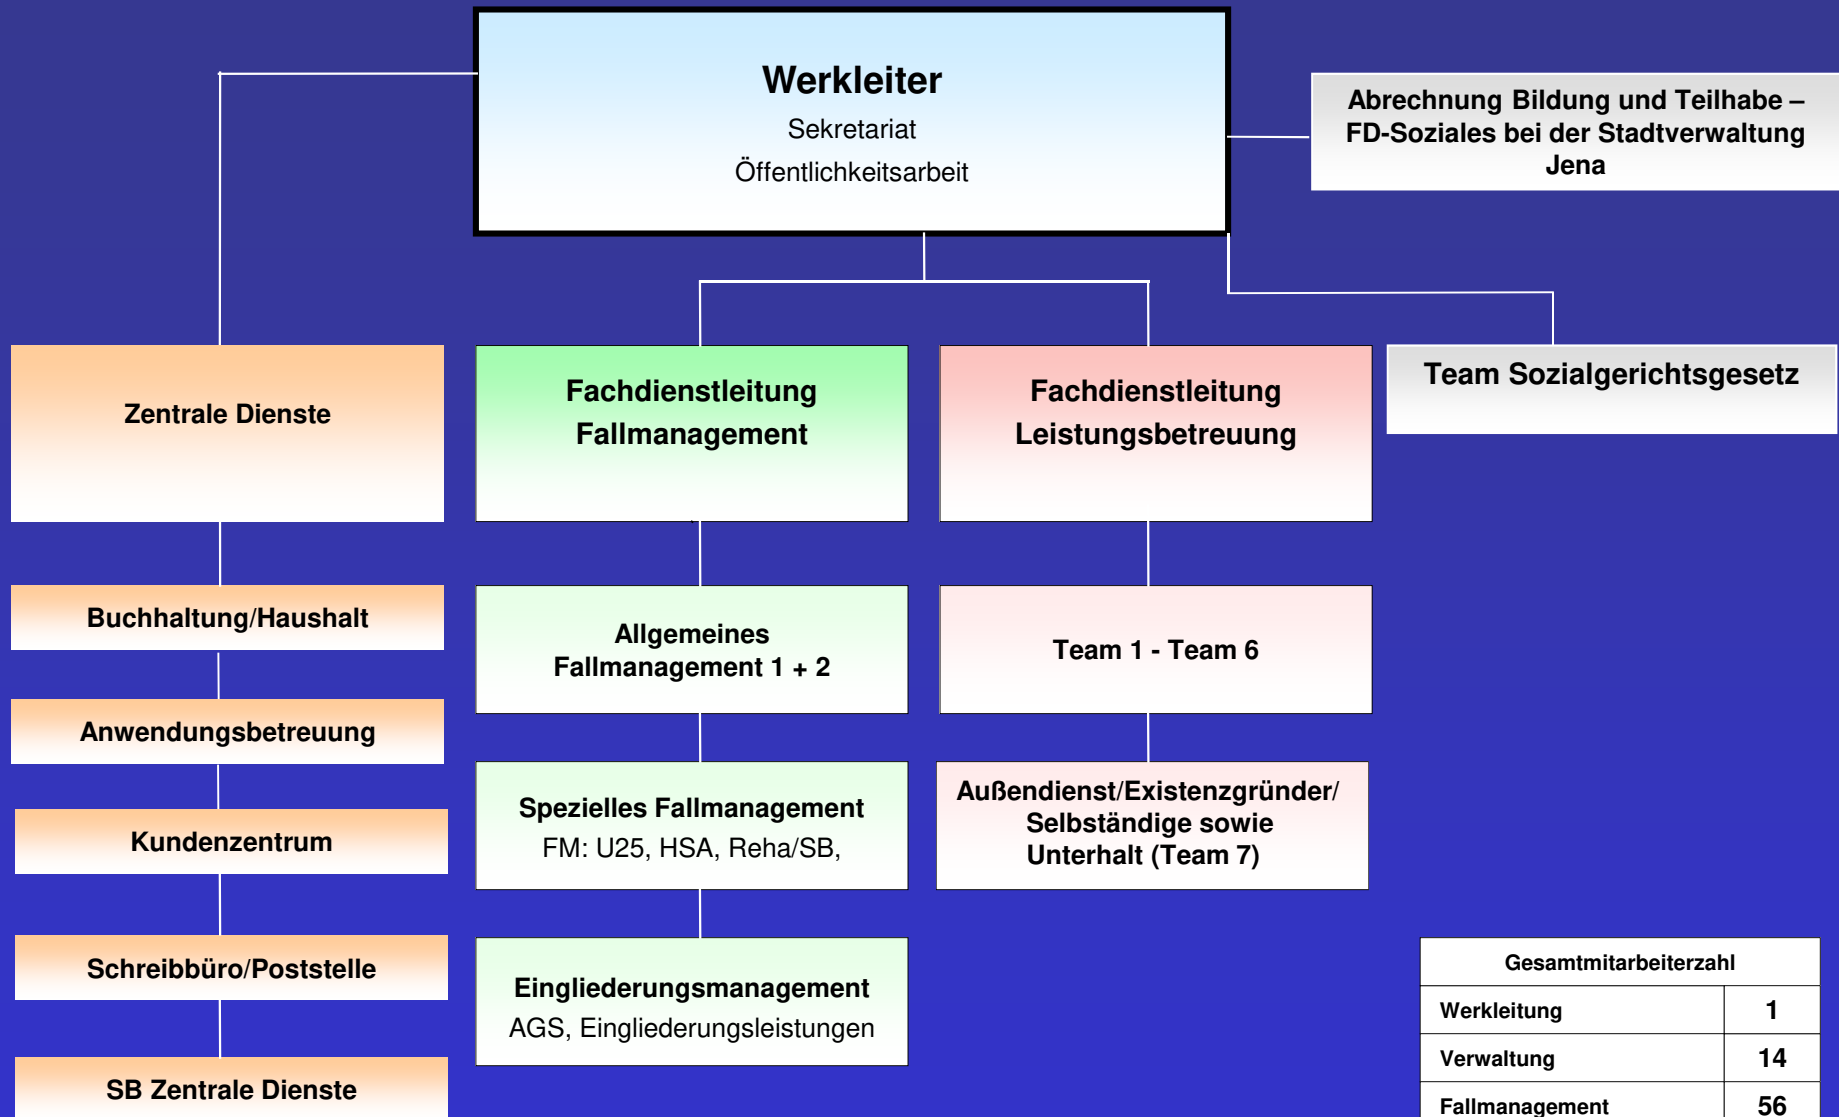 Werkleiter
Sekretariat
Öffentlichkeitsarbeit
Abrechnung Bildung und Teilhabe –
FD-Soziales bei der Stadtverwaltung
Jena
Zentrale Dienste
Fachdienstleitung
Fallmanagement
Fachdienstleitung
Leistungsbetreuung
Team Sozialgerichtsgesetz
Buchhaltung/Haushalt
Anwendungsbetreuung
Kundenzentrum
Schreibbüro/Poststelle
SB Zentrale Dienste
Allgemeines
Fallmanagement 1 + 2
Spezielles Fallmanagement
FM: U25, HSA, Reha/SB,
Eingliederungsmanagement
AGS, Eingliederungsleistungen
Team 1 - Team 6
Außendienst/Existenzgründer/
Selbständige sowie
Unterhalt (Team 7)
Gesamtmitarbeiterzahl
Werkleitung 1
Verwaltung 14
Fallmanagement 56